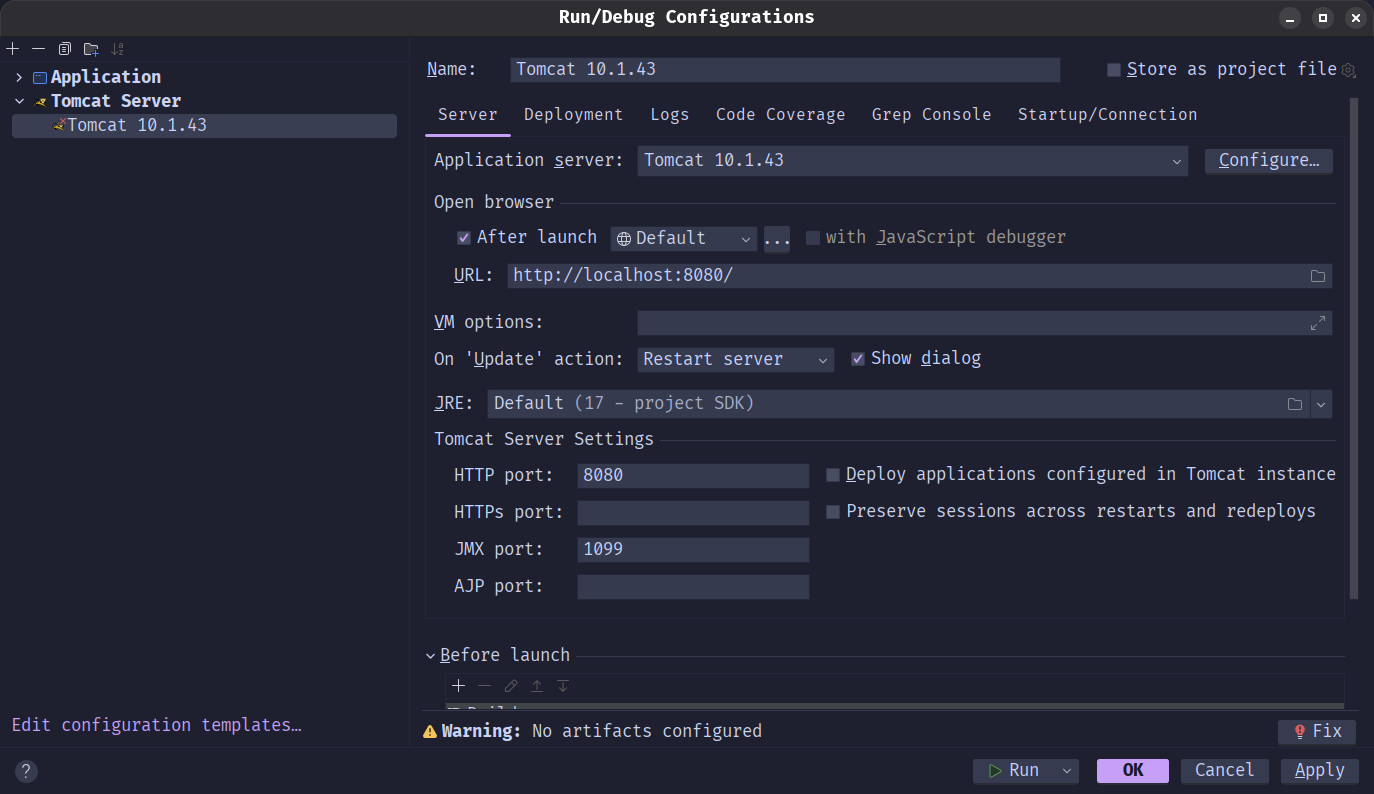 Run/Debug Configurations
Application
Tomcat Server
Tomcat 10.1.43
Edit configuration templates…
Name: Tomcat 10.1.43 Store as project file
Server Deployment Logs Code Coverage Grep Console Startup/Connection
Application server: Tomcat 10.1.43 Configure…
Open browser
After launch Default ... with JavaScript debugger
URL: http://localhost:8080/
VM options:
On 'Update' action: Restart server Show dialog
JRE: Default (17 - project SDK)
Tomcat Server Settings
HTTP port: 8080 Deploy applications configured in Tomcat instance
HTTPs port: Preserve sessions across restarts and redeploys
JMX port: 1099
AJP port:
Before launch
Warning: No artifacts configured Fix
? Run OK Cancel Apply